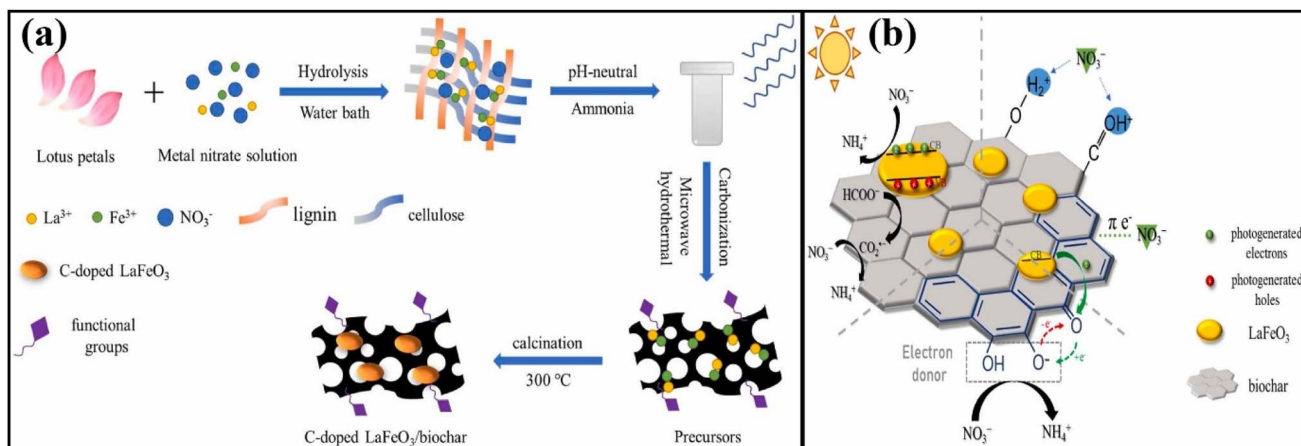 (a)
Lotus petals
+
Metal nitrate solution
Hydrolysis
Water bath
pH-neutral
Ammonia
La³⁺
Fe³⁺
NO₃⁻
lignin
cellulose
C-doped LaFeO₃
functional
groups
Carbonization
Microwave
hydrothermal
calcination
300 ℃
C-doped LaFeO₃/biochar
Precursors
(b)
NO₃⁻
H₂⁺
O
OH⁺
C
NO₃⁻
NH₄⁺
CB
HCOO⁻
CO₂•⁻
NO₃⁻
NH₄⁺
π e⁻
NO₃⁻
CB
O
-e⁻
+e⁻
Electron
donor
OH
O⁻
NO₃⁻
NH₄⁺
photogenerated
electrons
photogenerated
holes
LaFeO₃
biochar